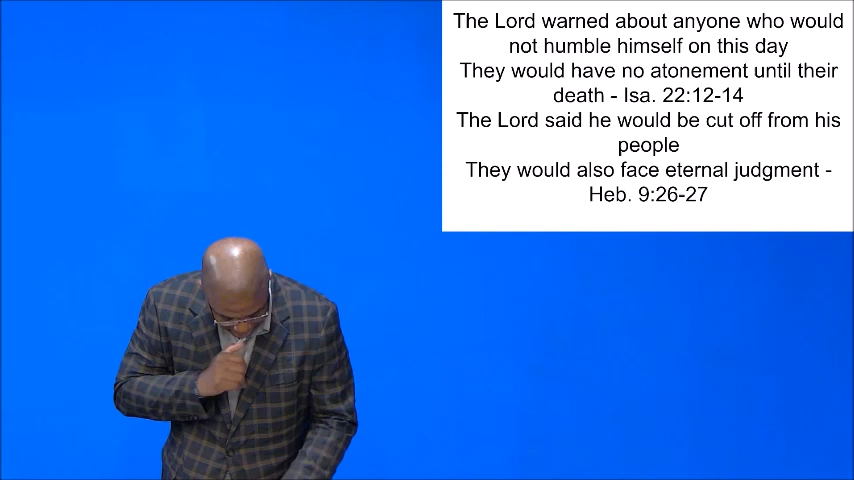 The Lord warned about anyone who would
not humble himself on this day
They would have no atonement until their
death - Isa. 22:12-14
The Lord said he would be cut off from his
people
They would also face eternal judgment -
Heb. 9:26-27